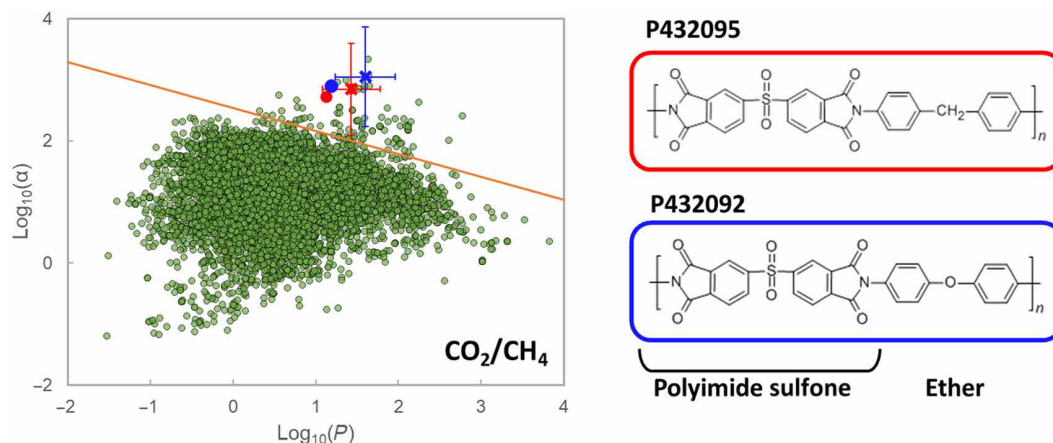 4
2
0
−2
Log₁₀(α)
−2 −1 0 1 2 3 4
Log₁₀(P)
CO₂/CH₄
P432095
O O O O S O O N N CH₂ n
P432092
O O O O S O O N N O n
Polyimide sulfone Ether